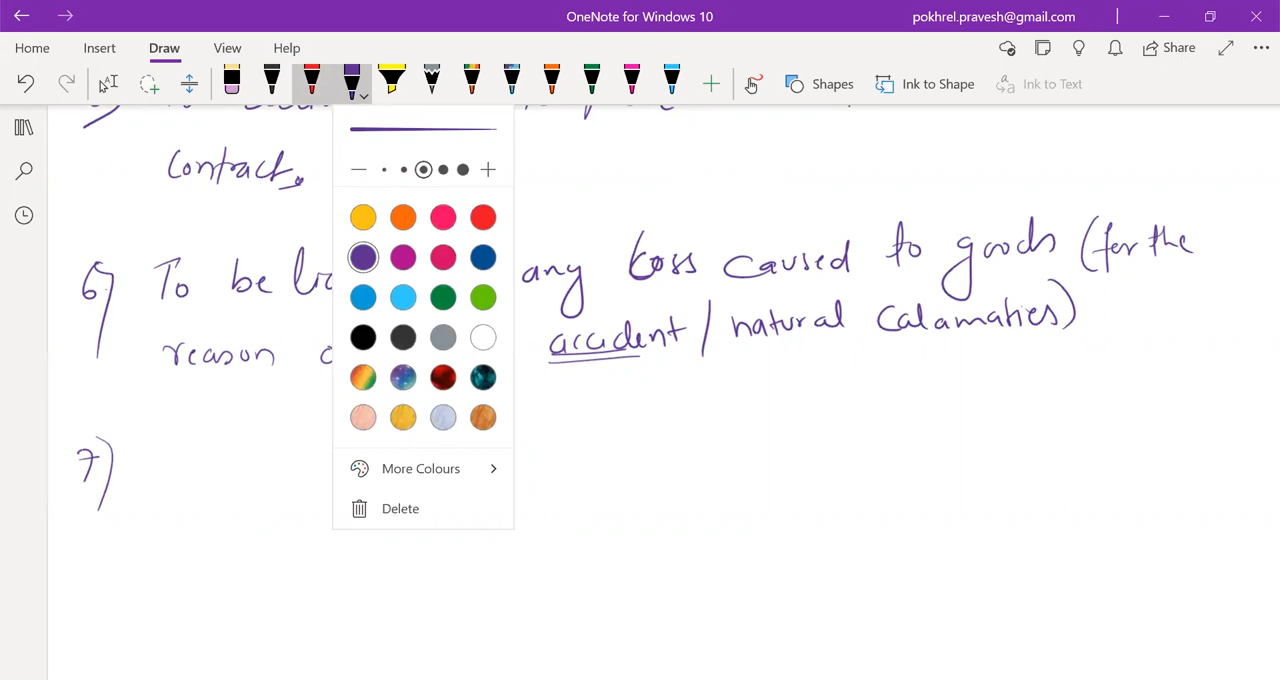 OneNote for Windows 10
pokhrel.pravesh@gmail.com
Home Insert Draw View Help
Share
Shapes
Ink to Shape
Ink to Text
Contract.
6) To be any loss caused to goods (for the
reason accident / natural Calamaties)
7)
More Colours
Delete